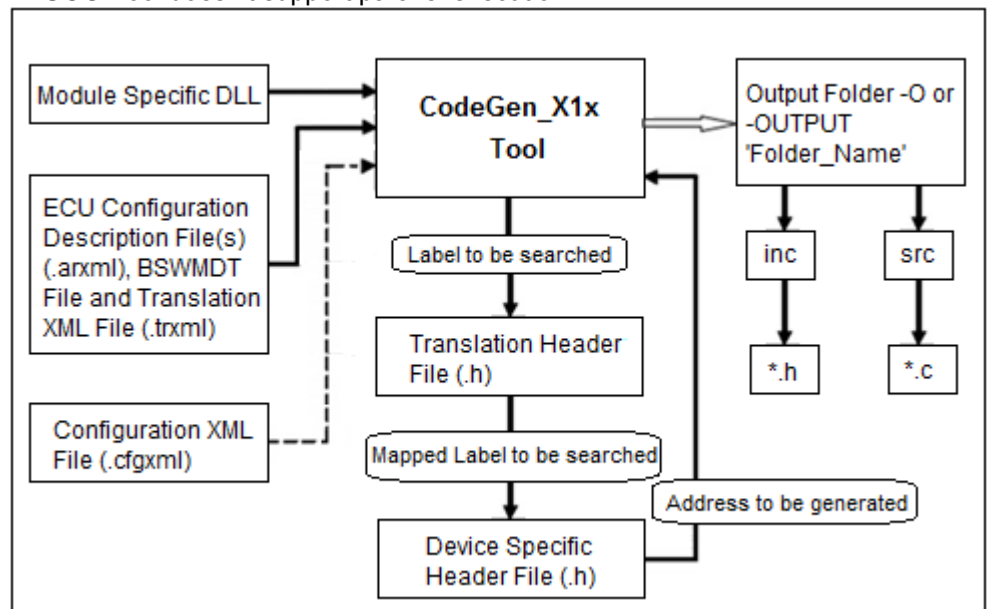 Module Specific DLL
CodeGen_X1x
Tool
Output Folder -O or
-OUTPUT
'Folder_Name'
ECU Configuration
Description File(s)
(.arxml), BSWMDT
File and Translation
XML File (.trxml)
Label to be searched
inc
src
Translation Header
File (.h)
*.h
*.c
Configuration XML
File (.cfgxml)
Mapped Label to be searched
Address to be generated
Device Specific
Header File (.h)